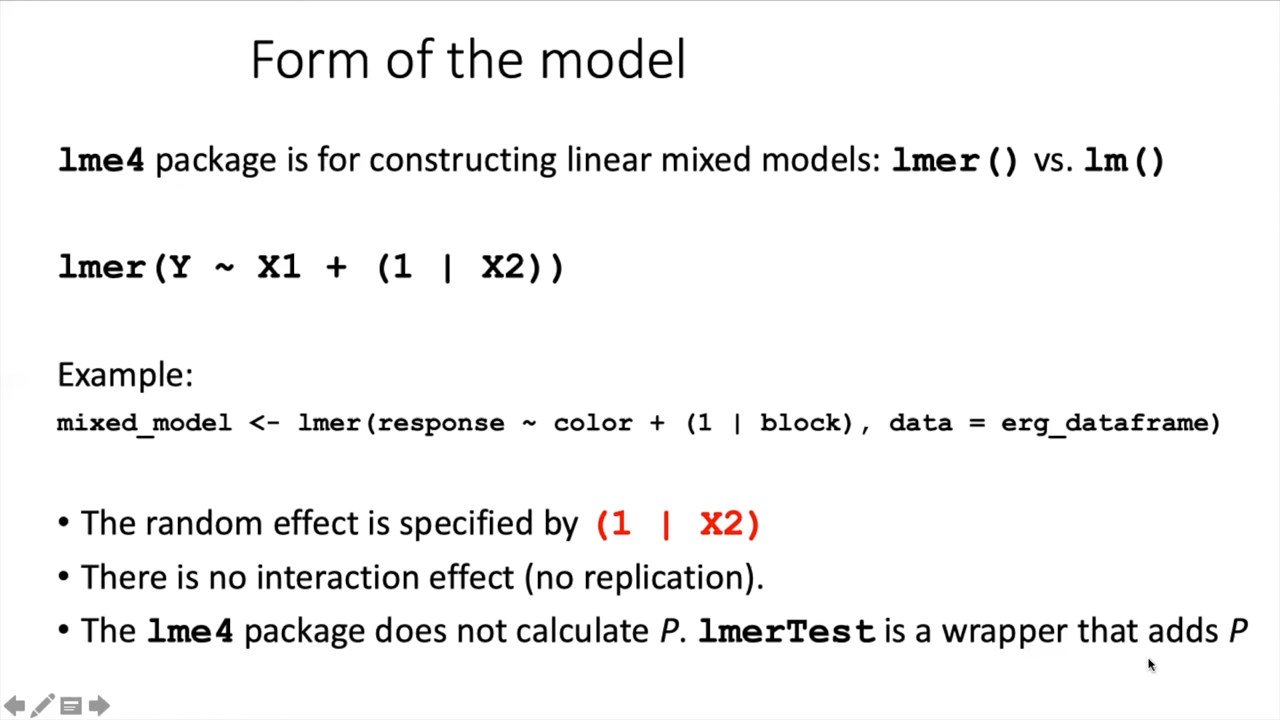 Form of the model
lme4 package is for constructing linear mixed models: lmer() vs. lm()
lmer(Y ~ X1 + (1 | X2))
Example:
mixed_model <- lmer(response ~ color + (1 | block), data = erg_dataframe)
• The random effect is specified by (1 | X2)
• There is no interaction effect (no replication).
• The lme4 package does not calculate P. lmerTest is a wrapper that adds P